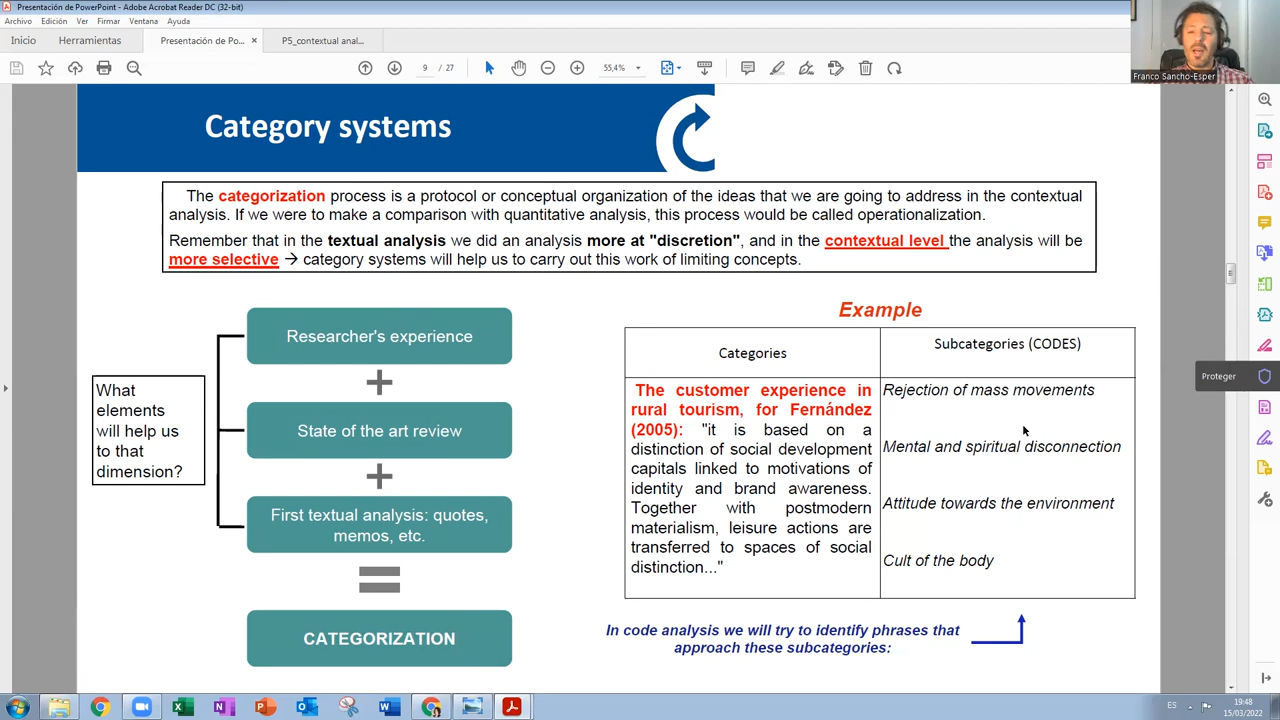 Presentación de PowerPoint - Adobe Acrobat Reader DC (32-bit)
Archivo Edición Ver Firmar Ventana Ayuda
Inicio Herramientas Presentación de Po... × P5_contextual anal...
9 / 27 55,4%
Franco Sancho-Esper
Category systems
The categorization process is a protocol or conceptual organization of the ideas that we are going to address in the contextual
analysis. If we were to make a comparison with quantitative analysis, this process would be called operationalization.
Remember that in the textual analysis we did an analysis more at "discretion", and in the contextual level the analysis will be
more selective → category systems will help us to carry out this work of limiting concepts.
What
elements
will help us
to that
dimension?
Researcher's experience
+
State of the art review
+
First textual analysis: quotes,
memos, etc.
=
CATEGORIZATION
Example
Categories
Subcategories (CODES)
The customer experience in
rural tourism, for Fernández
(2005): "it is based on a
distinction of social development
capitals linked to motivations of
identity and brand awareness.
Together with postmodern
materialism, leisure actions are
transferred to spaces of social
distinction..."
Rejection of mass movements
Mental and spiritual disconnection
Attitude towards the environment
Cult of the body
In code analysis we will try to identify phrases that
approach these subcategories:
Proteger
ES
19:48
15/03/2022